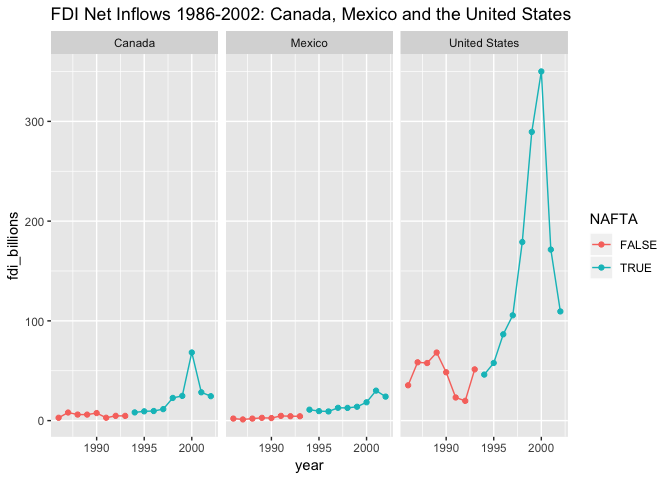 FDI Net Inflows 1986-2002: Canada, Mexico and the United States
Canada Mexico United States
300
200
100
0
fdi_billions
1990 1995 2000 1990 1995 2000 1990 1995 2000
year
NAFTA
FALSE
TRUE